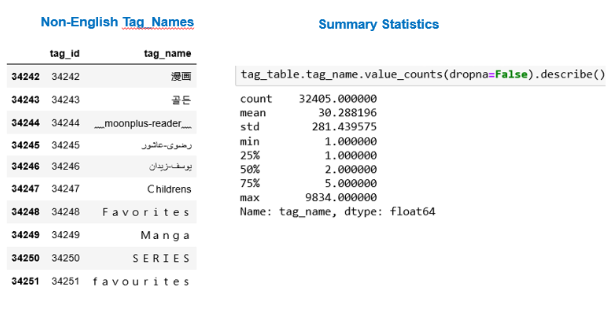 Non-English Tag_Names
tag_id tag_name
34242 34242 漫画
34243 34243 골든
34244 34244 ﹏moonplus-reader﹏
34245 34245 رضوى-عاشور
34246 34246 يوسف-زيدان
34247 34247 Childrens
34248 34248 Ｆａｖｏｒｉｔｅｓ
34249 34249 Ｍａｎｇａ
34250 34250 ＳＥＲＩＥＳ
34251 34251 ｆａｖｏｕｒｉｔｅｓ
Summary Statistics
tag_table.tag_name.value_counts(dropna=False).describe()
count 32405.000000
mean 30.288196
std 281.439575
min 1.000000
25% 1.000000
50% 2.000000
75% 5.000000
max 9834.000000
Name: tag_name, dtype: float64